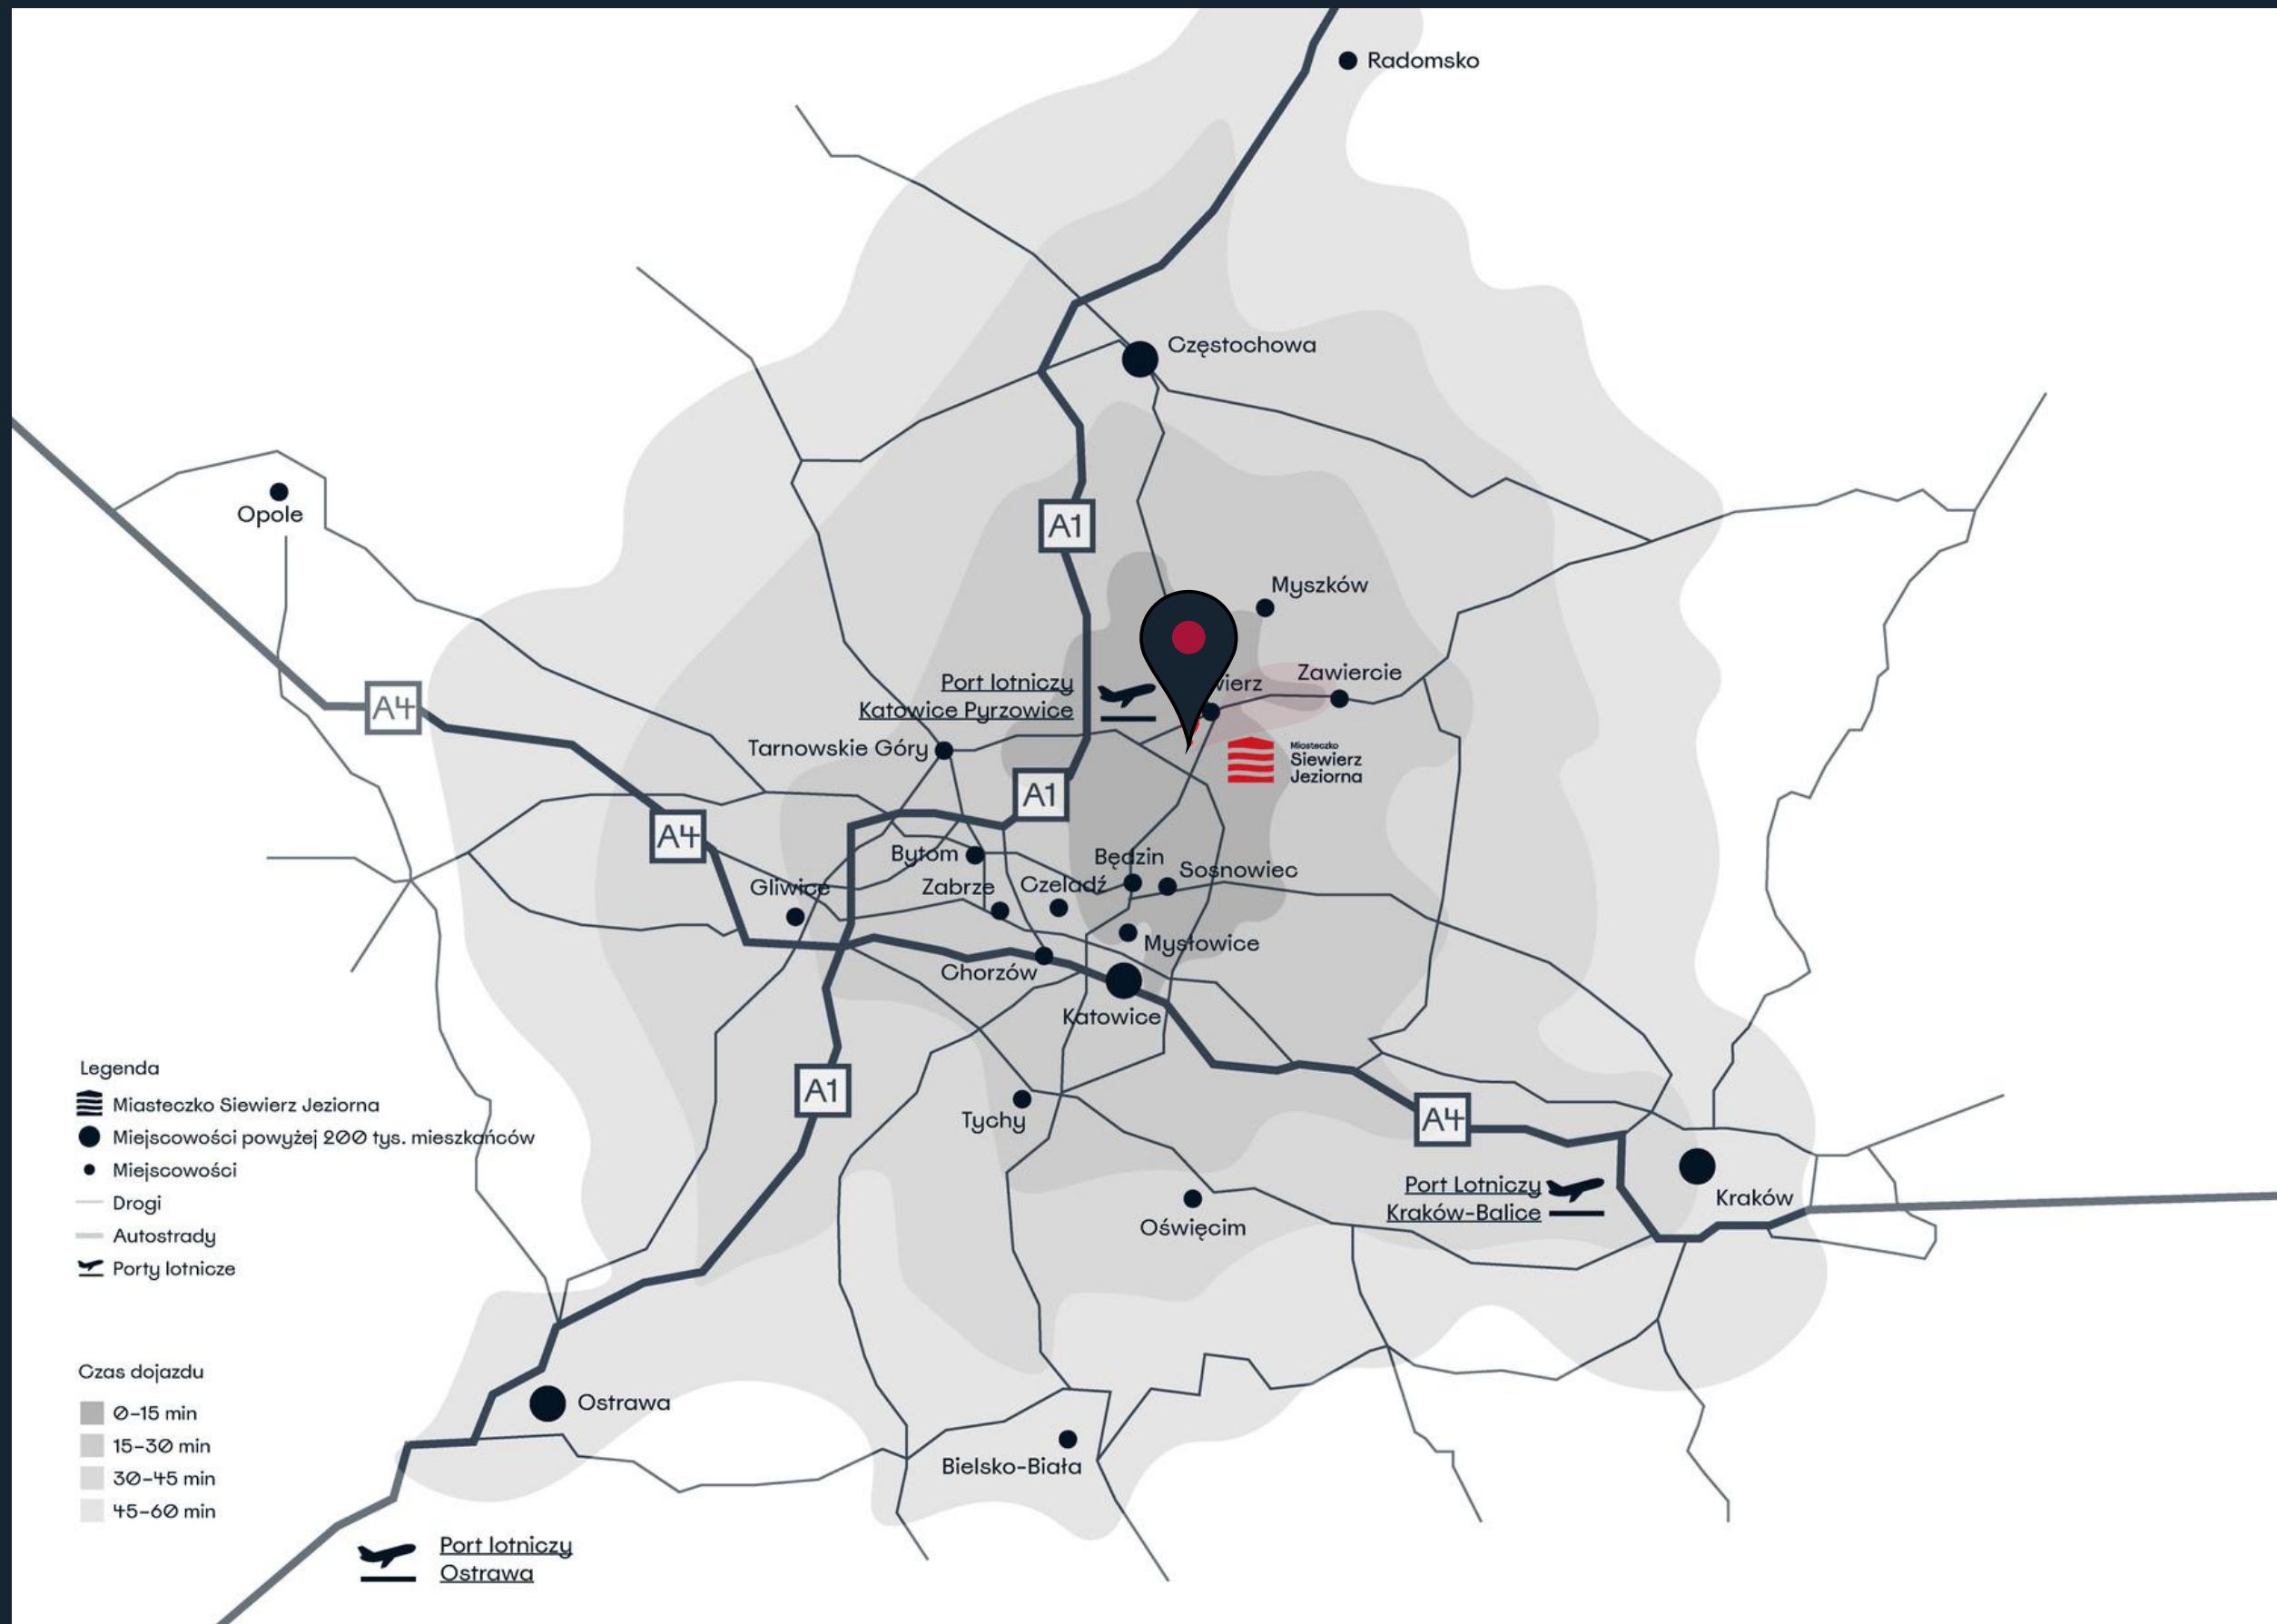 Radomsko
Częstochowa
Opole
A1
Myszków
Zawiercie
wierz
Port lotniczy
Katowice Pyrzowice
A4
Tarnowskie Góry
Miasteczko
Siewierz
Jeziorna
A1
A4
Bytom
Będzin
Sosnowiec
Gliwice
Zabrze
Czeladź
Mysłowice
Chorzów
Katowice
A1
Tychy
A4
Port Lotniczy
Kraków-Balice
Kraków
Oświęcim
Legenda
Miasteczko Siewierz Jeziorna
Miejscowości powyżej 200 tys. mieszkańców
Miejscowości
Drogi
Autostrady
Porty lotnicze
Czas dojazdu
0-15 min
15-30 min
30-45 min
45-60 min
Ostrawa
Bielsko-Biała
Port lotniczy
Ostrawa